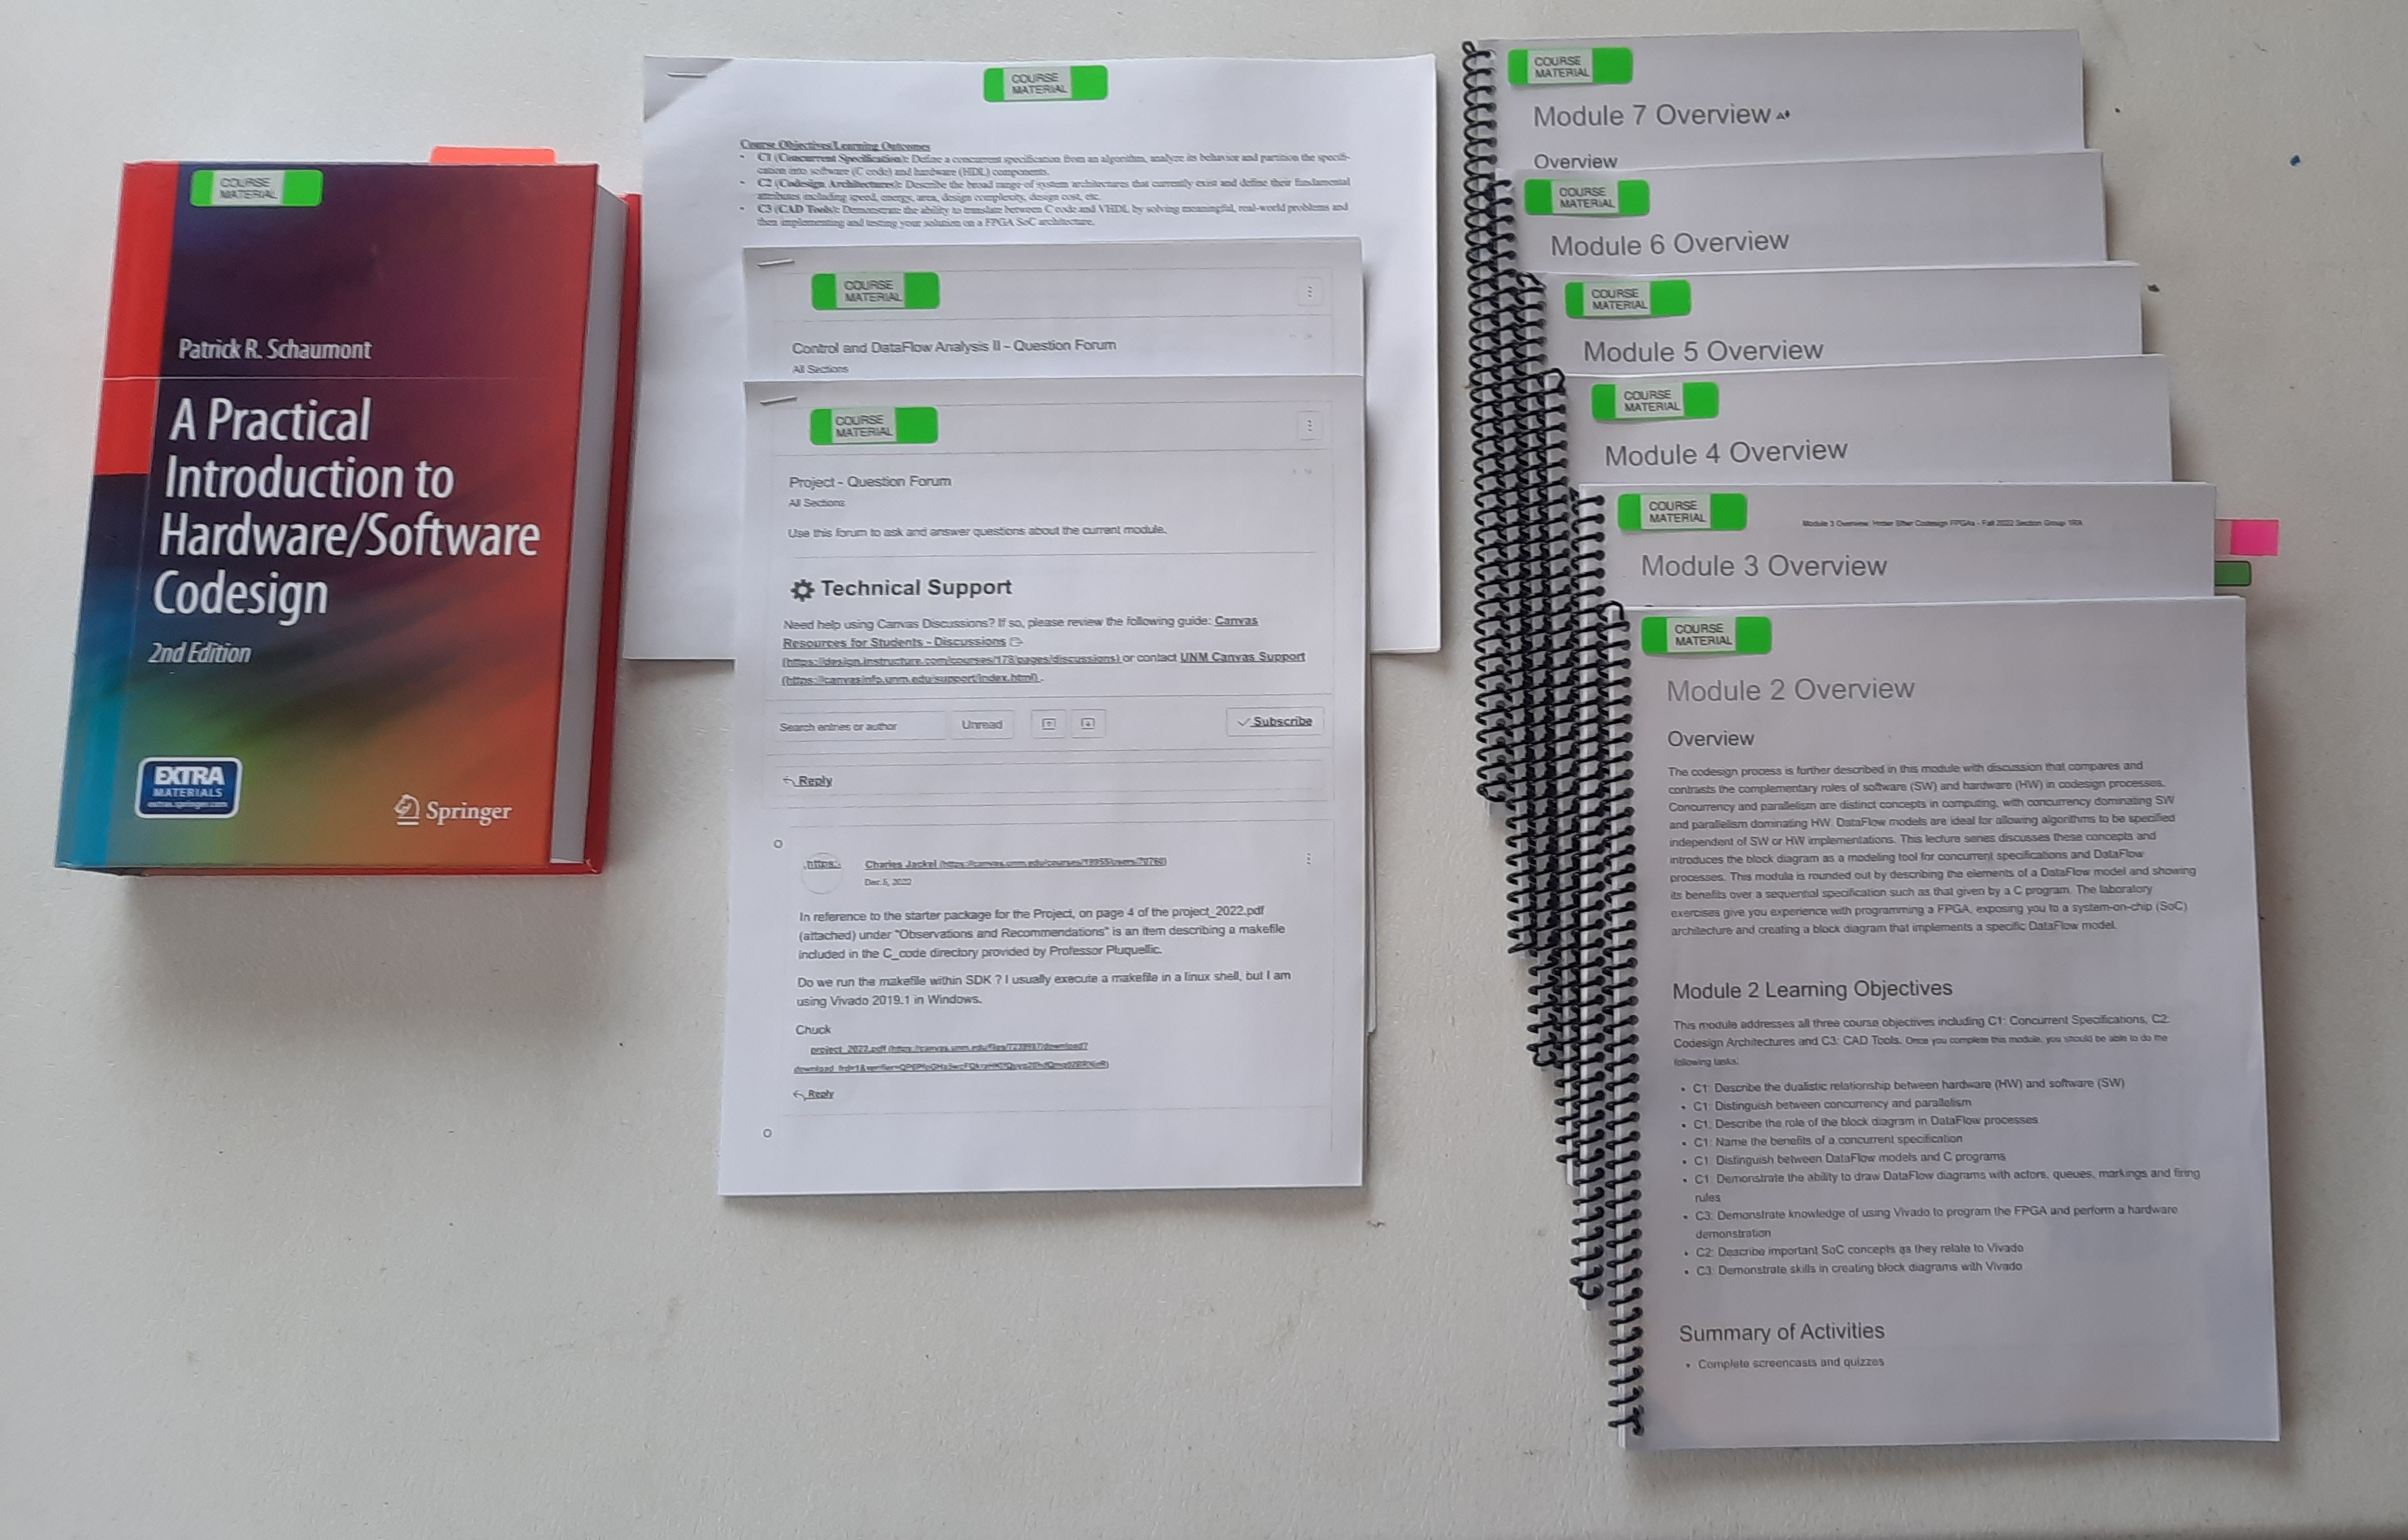 COURSE
MATERIAL
Patrick R. Schaumont
A Practical
Introduction to
Hardware/Software
Codesign
2nd Edition
EXTRA
MATERIALS
extras.springer.com
Springer
COURSE
MATERIAL
Course Objectives/Learning Outcomes
• C1 (Concurrent Specification): Define a concurrent specification from an algorithm, analyze its behavior and partition the specifi-
cation into software (C code) and hardware (HDL) components.
• C2 (Codesign Architectures): Describe the broad range of system architectures that currently exist and define their fundamental
attributes including speed, energy, area, design complexity, design cost, etc.
• C3 (CAD Tools): Demonstrate the ability to translate between C code and VHDL by solving meaningful, real-world problems and
then implementing and testing your solution on a FPGA SoC architecture.
COURSE
MATERIAL
Control and DataFlow Analysis II - Question Forum
All Sections
COURSE
MATERIAL
Project - Question Forum
All Sections
Use this forum to ask and answer questions about the current module.
Technical Support
Need help using Canvas Discussions? If so, please review the following guide: Canvas
Resources for Students - Discussions
(https://design.instructure.com/courses/178/pages/discussions) or contact UNM Canvas Support
(https://canvasinfo.unm.edu/support/index.html) .
Search entries or author
Unread
Subscribe
Reply
https:
Charles Jackel
Dec 5, 2022
In reference to the starter package for the Project, on page 4 of the project_2022.pdf
(attached) under "Observations and Recommendations" is an item describing a makefile
included in the C_code directory provided by Professor Pluquellic.
Do we run the makefile within SDK ? I usually execute a makefile in a linux shell, but I am
using Vivado 2019.1 in Windows.
Chuck
project_2022.pdf
Reply
COURSE
MATERIAL
Module 7 Overview
Overview
COURSE
MATERIAL
Module 6 Overview
COURSE
MATERIAL
Module 5 Overview
COURSE
MATERIAL
Module 4 Overview
COURSE
MATERIAL
Module 3 Overview: Codesign FPGAs - Fall 2022 Section Group 1RA
Module 3 Overview
COURSE
MATERIAL
Module 2 Overview
Overview
The codesign process is further described in this module with discussion that compares and
contrasts the complementary roles of software (SW) and hardware (HW) in codesign processes.
Concurrency and parallelism are distinct concepts in computing, with concurrency dominating SW
and parallelism dominating HW. DataFlow models are ideal for allowing algorithms to be specified
independent of SW or HW implementations. This lecture series discusses these concepts and
introduces the block diagram as a modeling tool for concurrent specifications and DataFlow
processes. This module is rounded out by describing the elements of a DataFlow model and showing
its benefits over a sequential specification such as that given by a C program. The laboratory
exercises give you experience with programming a FPGA, exposing you to a system-on-chip (SoC)
architecture and creating a block diagram that implements a specific DataFlow model.
Module 2 Learning Objectives
This module addresses all three course objectives including C1: Concurrent Specifications, C2:
Codesign Architectures and C3: CAD Tools. Once you complete this module, you should be able to do the
following tasks:
• C1: Describe the dualistic relationship between hardware (HW) and software (SW)
• C1: Distinguish between concurrency and parallelism
• C1: Describe the role of the block diagram in DataFlow processes
• C1: Name the benefits of a concurrent specification
• C1: Distinguish between DataFlow models and C programs
• C1: Demonstrate the ability to draw DataFlow diagrams with actors, queues, markings and firing
rules
• C3: Demonstrate knowledge of using Vivado to program the FPGA and perform a hardware
demonstration
• C2: Describe important SoC concepts as they relate to Vivado
• C3: Demonstrate skills in creating block diagrams with Vivado
Summary of Activities
• Complete screencasts and quizzes